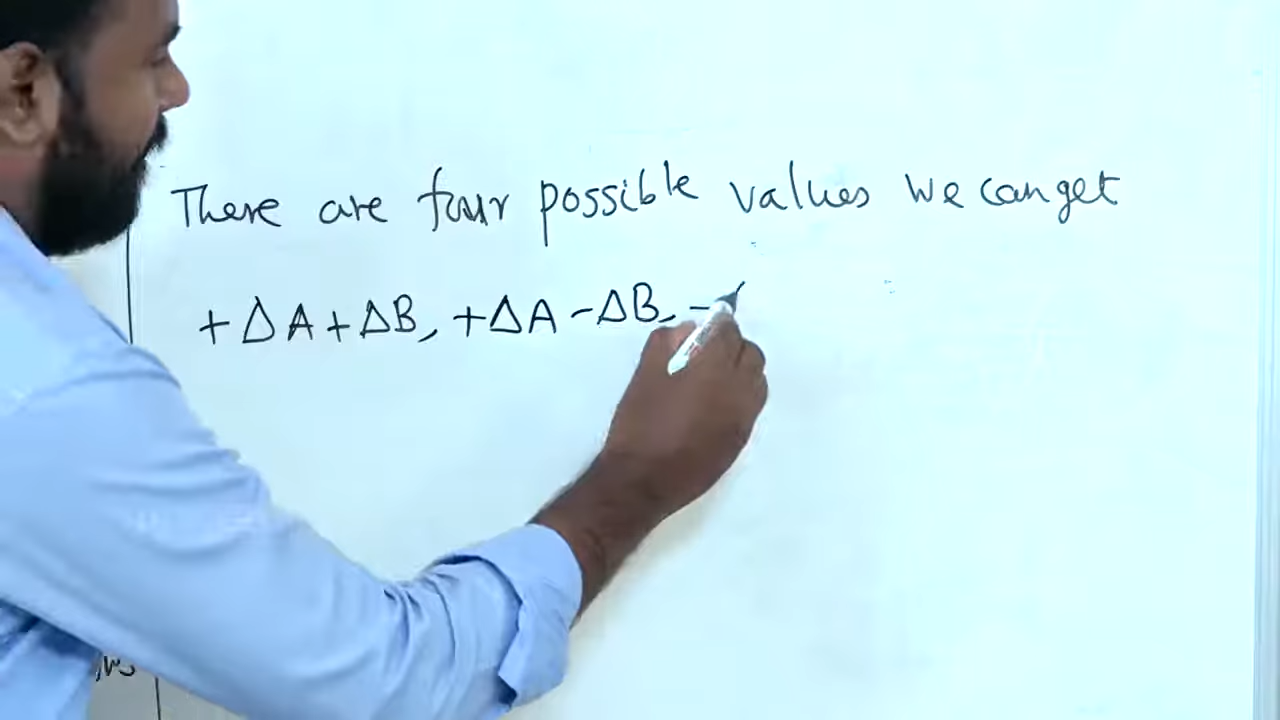 There are four possible values we can get
+ΔA+ΔB, +ΔA-ΔB, -